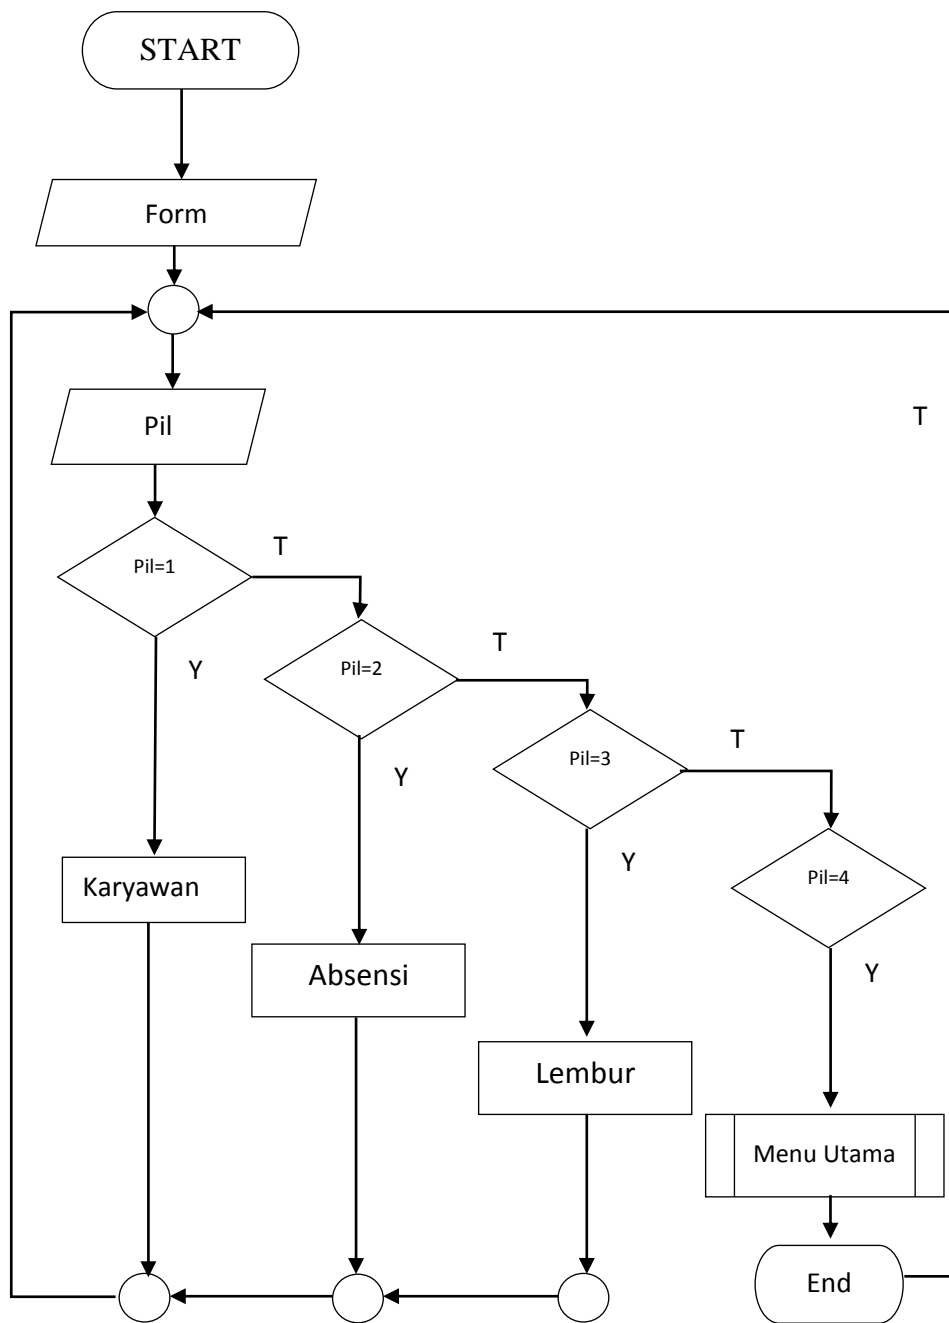 START
Form
Pil
T
Pil=1
T
Y
Pil=2
T
Pil=3
T
Y
Y
Pil=4
Karyawan
Absensi
Y
Lembur
Menu Utama
End